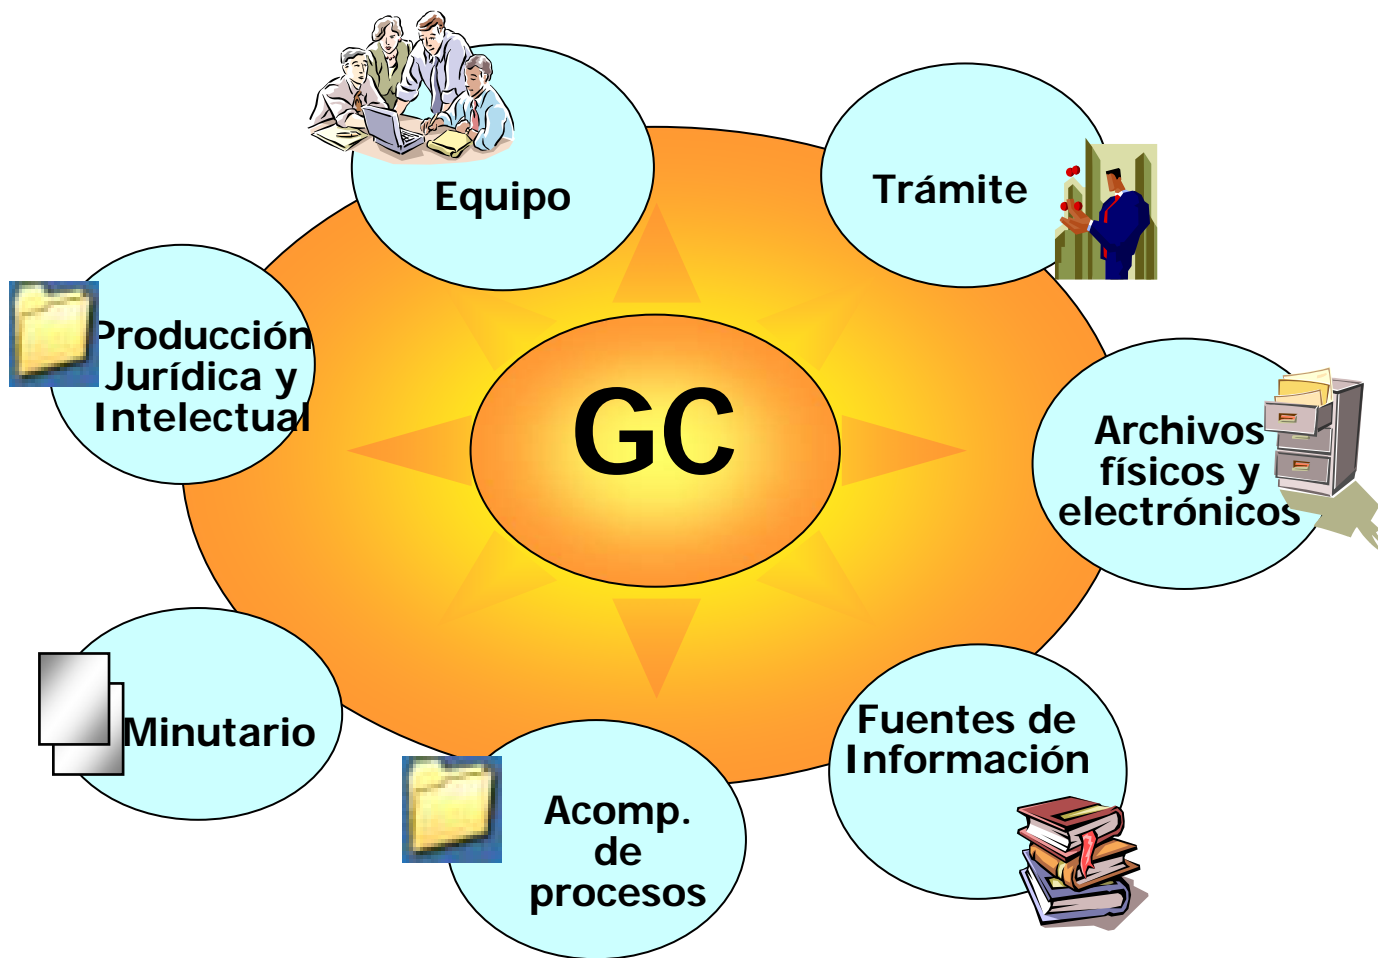 Equipo
Trámite
Producción
Jurídica y
Intelectual
GC
Archivos
físicos y
electrónicos
Minutario
Fuentes de
Información
Acomp.
de
procesos